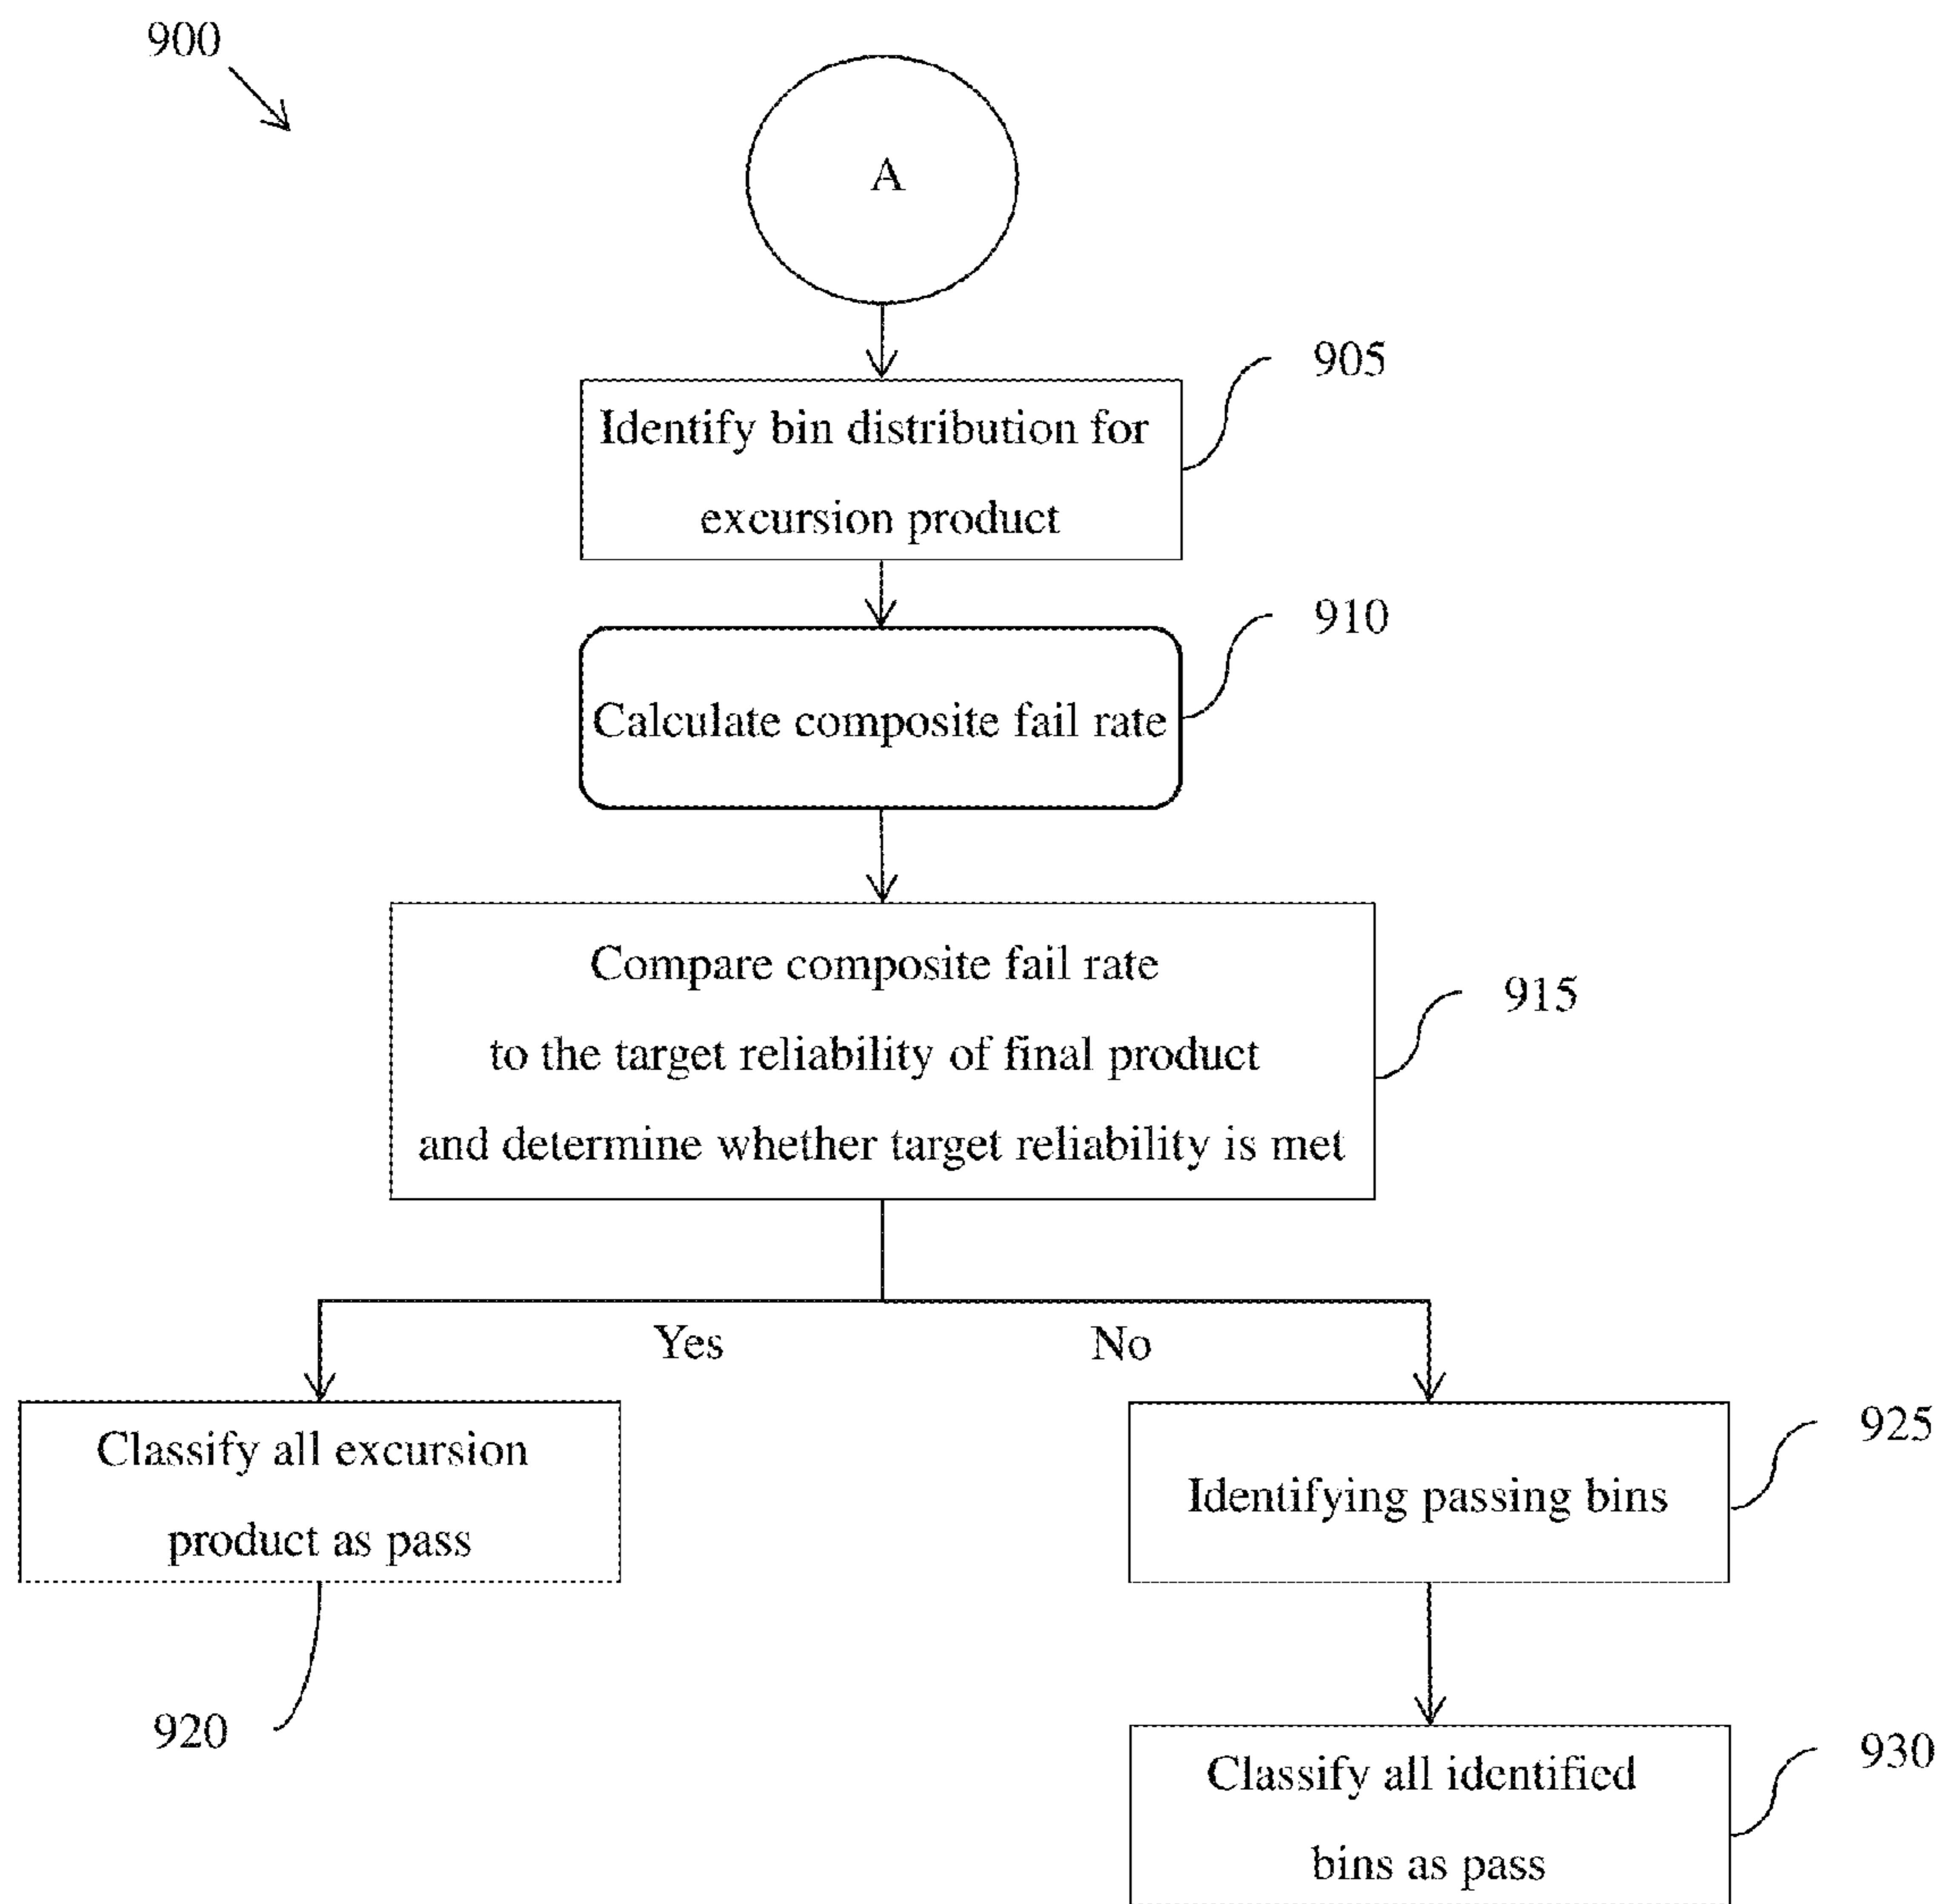 900
A
905
Identify bin distribution for
excursion product
910
Calculate composite fail rate
Compare composite fail rate
915
to the target reliability of final product
and determine whether target reliability is met
Yes
No
Classify all excursion
product as pass
925
Identifying passing bins
920
930
Classify all identified
bins as pass